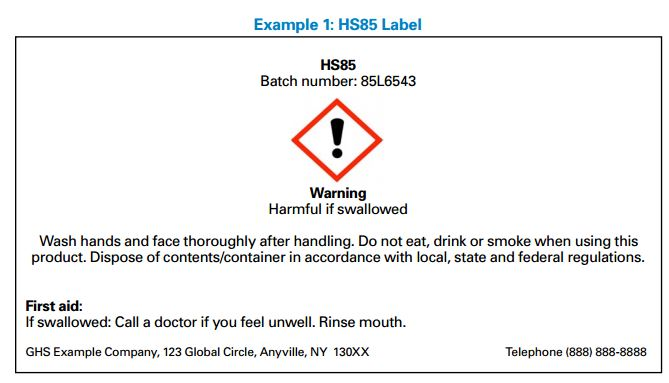 Example 1: HS85 Label
HS85
Batch number: 85L6543
Warning
Harmful if swallowed
Wash hands and face thoroughly after handling. Do not eat, drink or smoke when using this
product. Dispose of contents/container in accordance with local, state and federal regulations.
First aid:
If swallowed: Call a doctor if you feel unwell. Rinse mouth.
GHS Example Company, 123 Global Circle, Anyville, NY 130XX Telephone (888) 888-8888